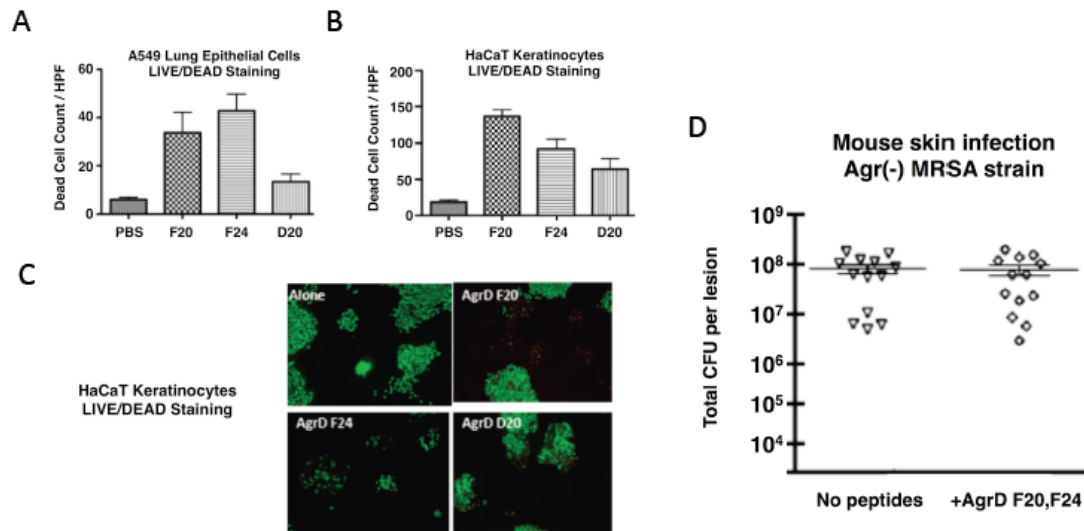 A
A549 Lung Epithelial Cells
LIVE/DEAD Staining
Dead Cell Count / HPF
60
40
20
0
PBS F20 F24 D20
B
HaCaT Keratinocytes
LIVE/DEAD Staining
Dead Cell Count / HPF
200
150
100
50
0
PBS F20 F24 D20
C
HaCaT Keratinocytes
LIVE/DEAD Staining
Alone
AgrD F20
AgrD F24
AgrD D20
D
Mouse skin infection
Agr(-) MRSA strain
Total CFU per lesion
10⁹
10⁸
10⁷
10⁶
10⁵
10⁴
No peptides +AgrD F20,F24